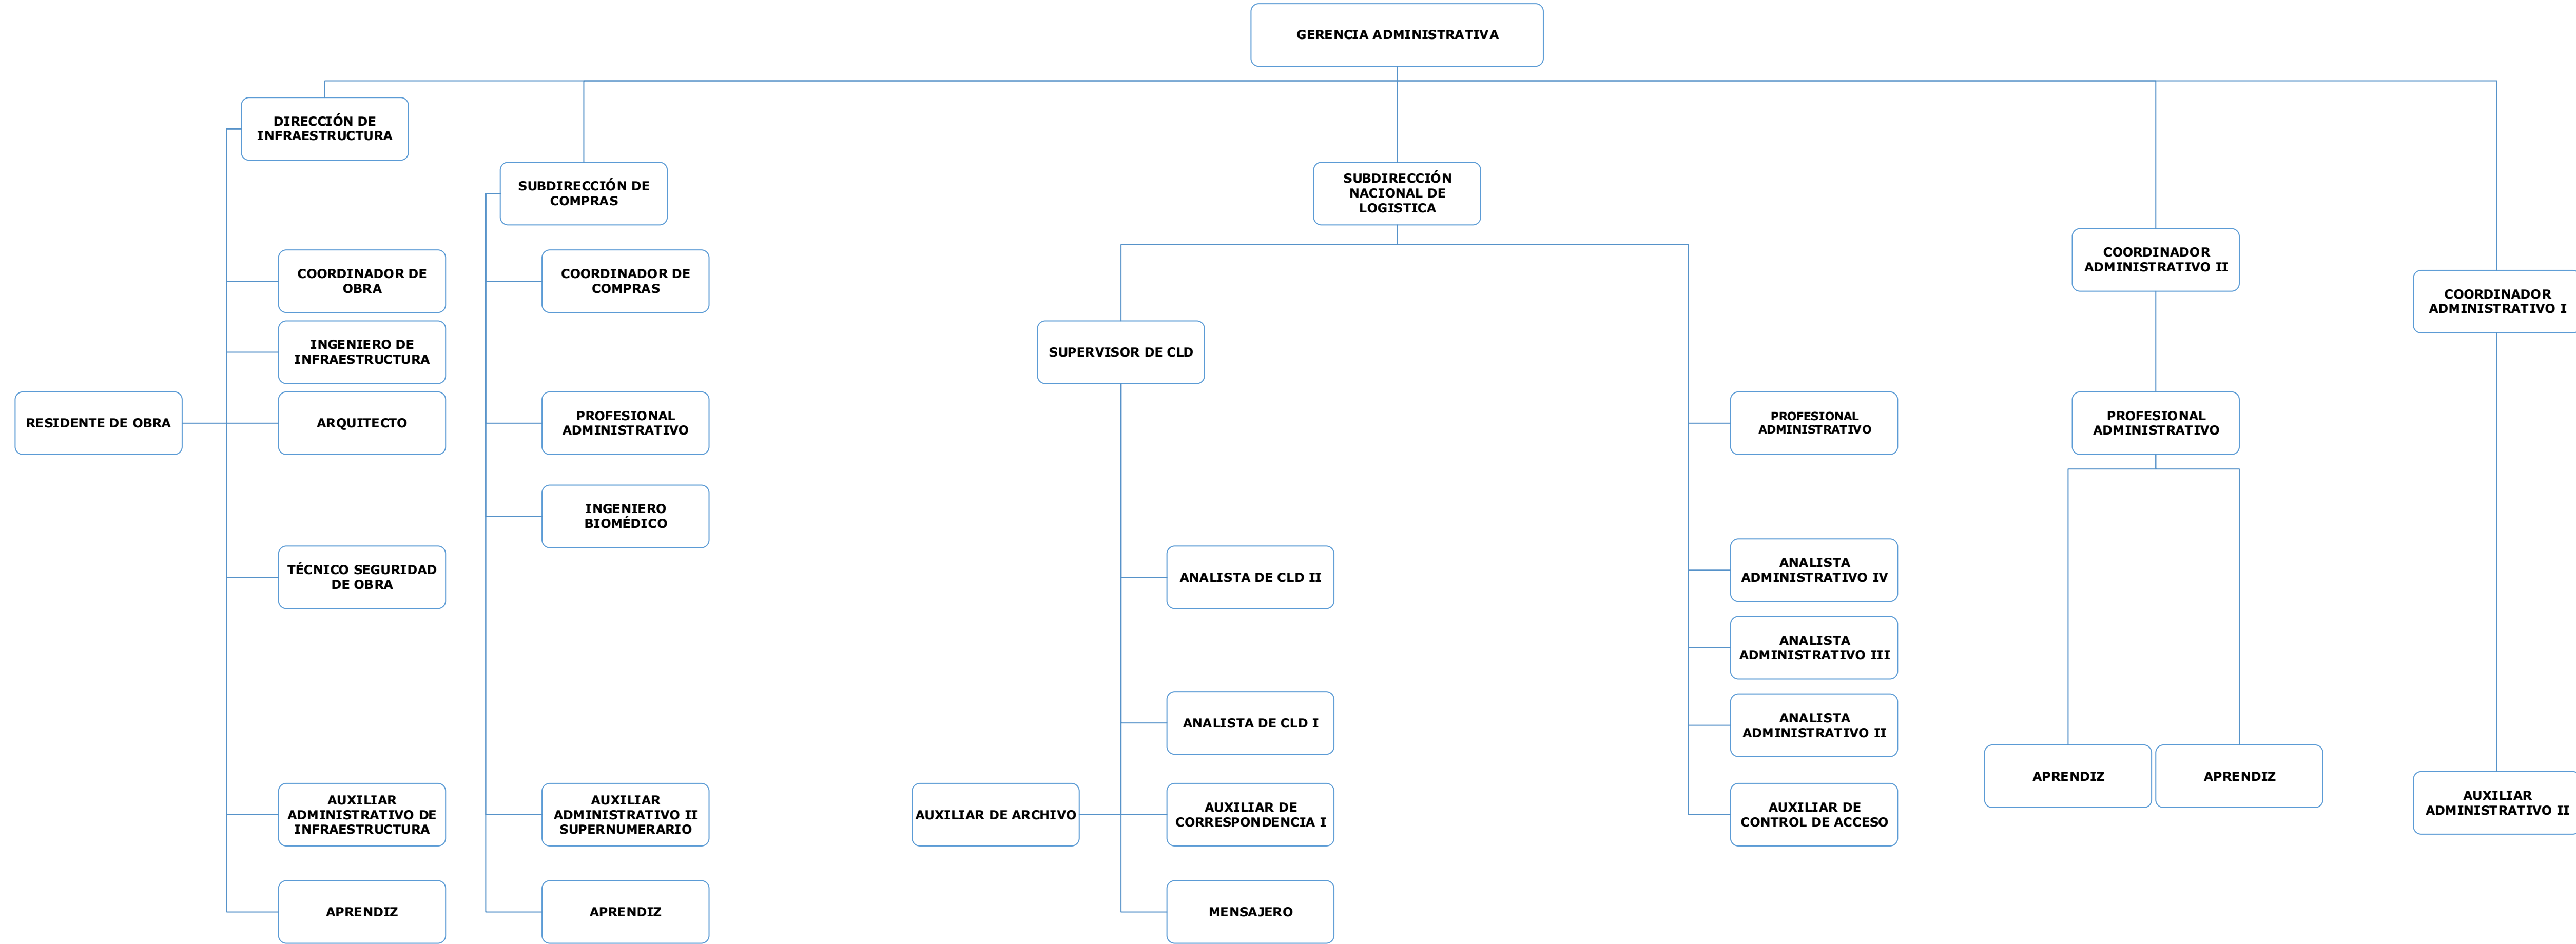 GERENCIA ADMINISTRATIVA
DIRECCIÓN DE
INFRAESTRUCTURA
SUBDIRECCIÓN DE
COMPRAS
SUBDIRECCIÓN
NACIONAL DE
LOGISTICA
COORDINADOR
ADMINISTRATIVO II
COORDINADOR
ADMINISTRATIVO I
COORDINADOR DE
OBRA
COORDINADOR DE
COMPRAS
INGENIERO DE
INFRAESTRUCTURA
SUPERVISOR DE CLD
RESIDENTE DE OBRA
ARQUITECTO
PROFESIONAL
ADMINISTRATIVO
PROFESIONAL
ADMINISTRATIVO
PROFESIONAL
ADMINISTRATIVO
INGENIERO
BIOMÉDICO
TÉCNICO SEGURIDAD
DE OBRA
ANALISTA DE CLD II
ANALISTA
ADMINISTRATIVO IV
ANALISTA
ADMINISTRATIVO III
ANALISTA DE CLD I
ANALISTA
ADMINISTRATIVO II
APRENDIZ
APRENDIZ
AUXILIAR
ADMINISTRATIVO II
AUXILIAR
ADMINISTRATIVO DE
INFRAESTRUCTURA
AUXILIAR
ADMINISTRATIVO II
SUPERNUMERARIO
AUXILIAR DE ARCHIVO
AUXILIAR DE
CORRESPONDENCIA I
AUXILIAR DE
CONTROL DE ACCESO
APRENDIZ
APRENDIZ
MENSAJERO